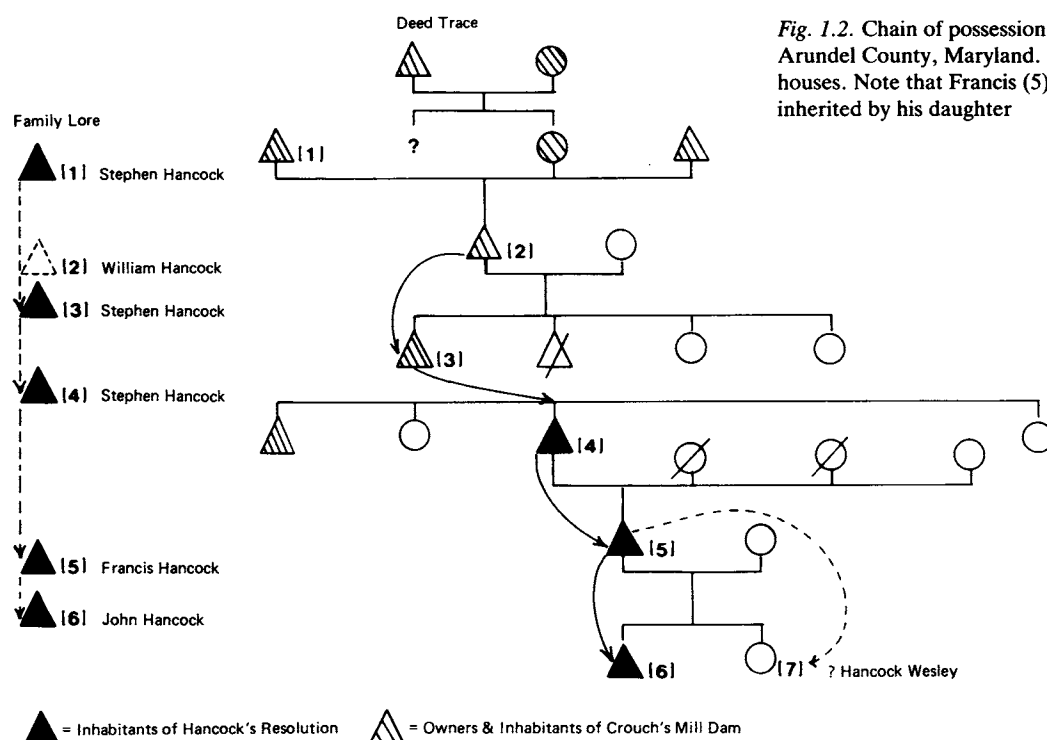 Deed Trace
Fig. 1.2. Chain of possession
Arundel County, Maryland.
houses. Note that Francis (5)
inherited by his daughter
Family Lore
[1] Stephen Hancock
[2] William Hancock
[3] Stephen Hancock
[4] Stephen Hancock
[5] Francis Hancock
[6] John Hancock
?
[1]
[2]
[3]
[4]
[5]
[6]
[7] ? Hancock Wesley
= Inhabitants of Hancock's Resolution
= Owners & Inhabitants of Crouch's Mill Dam